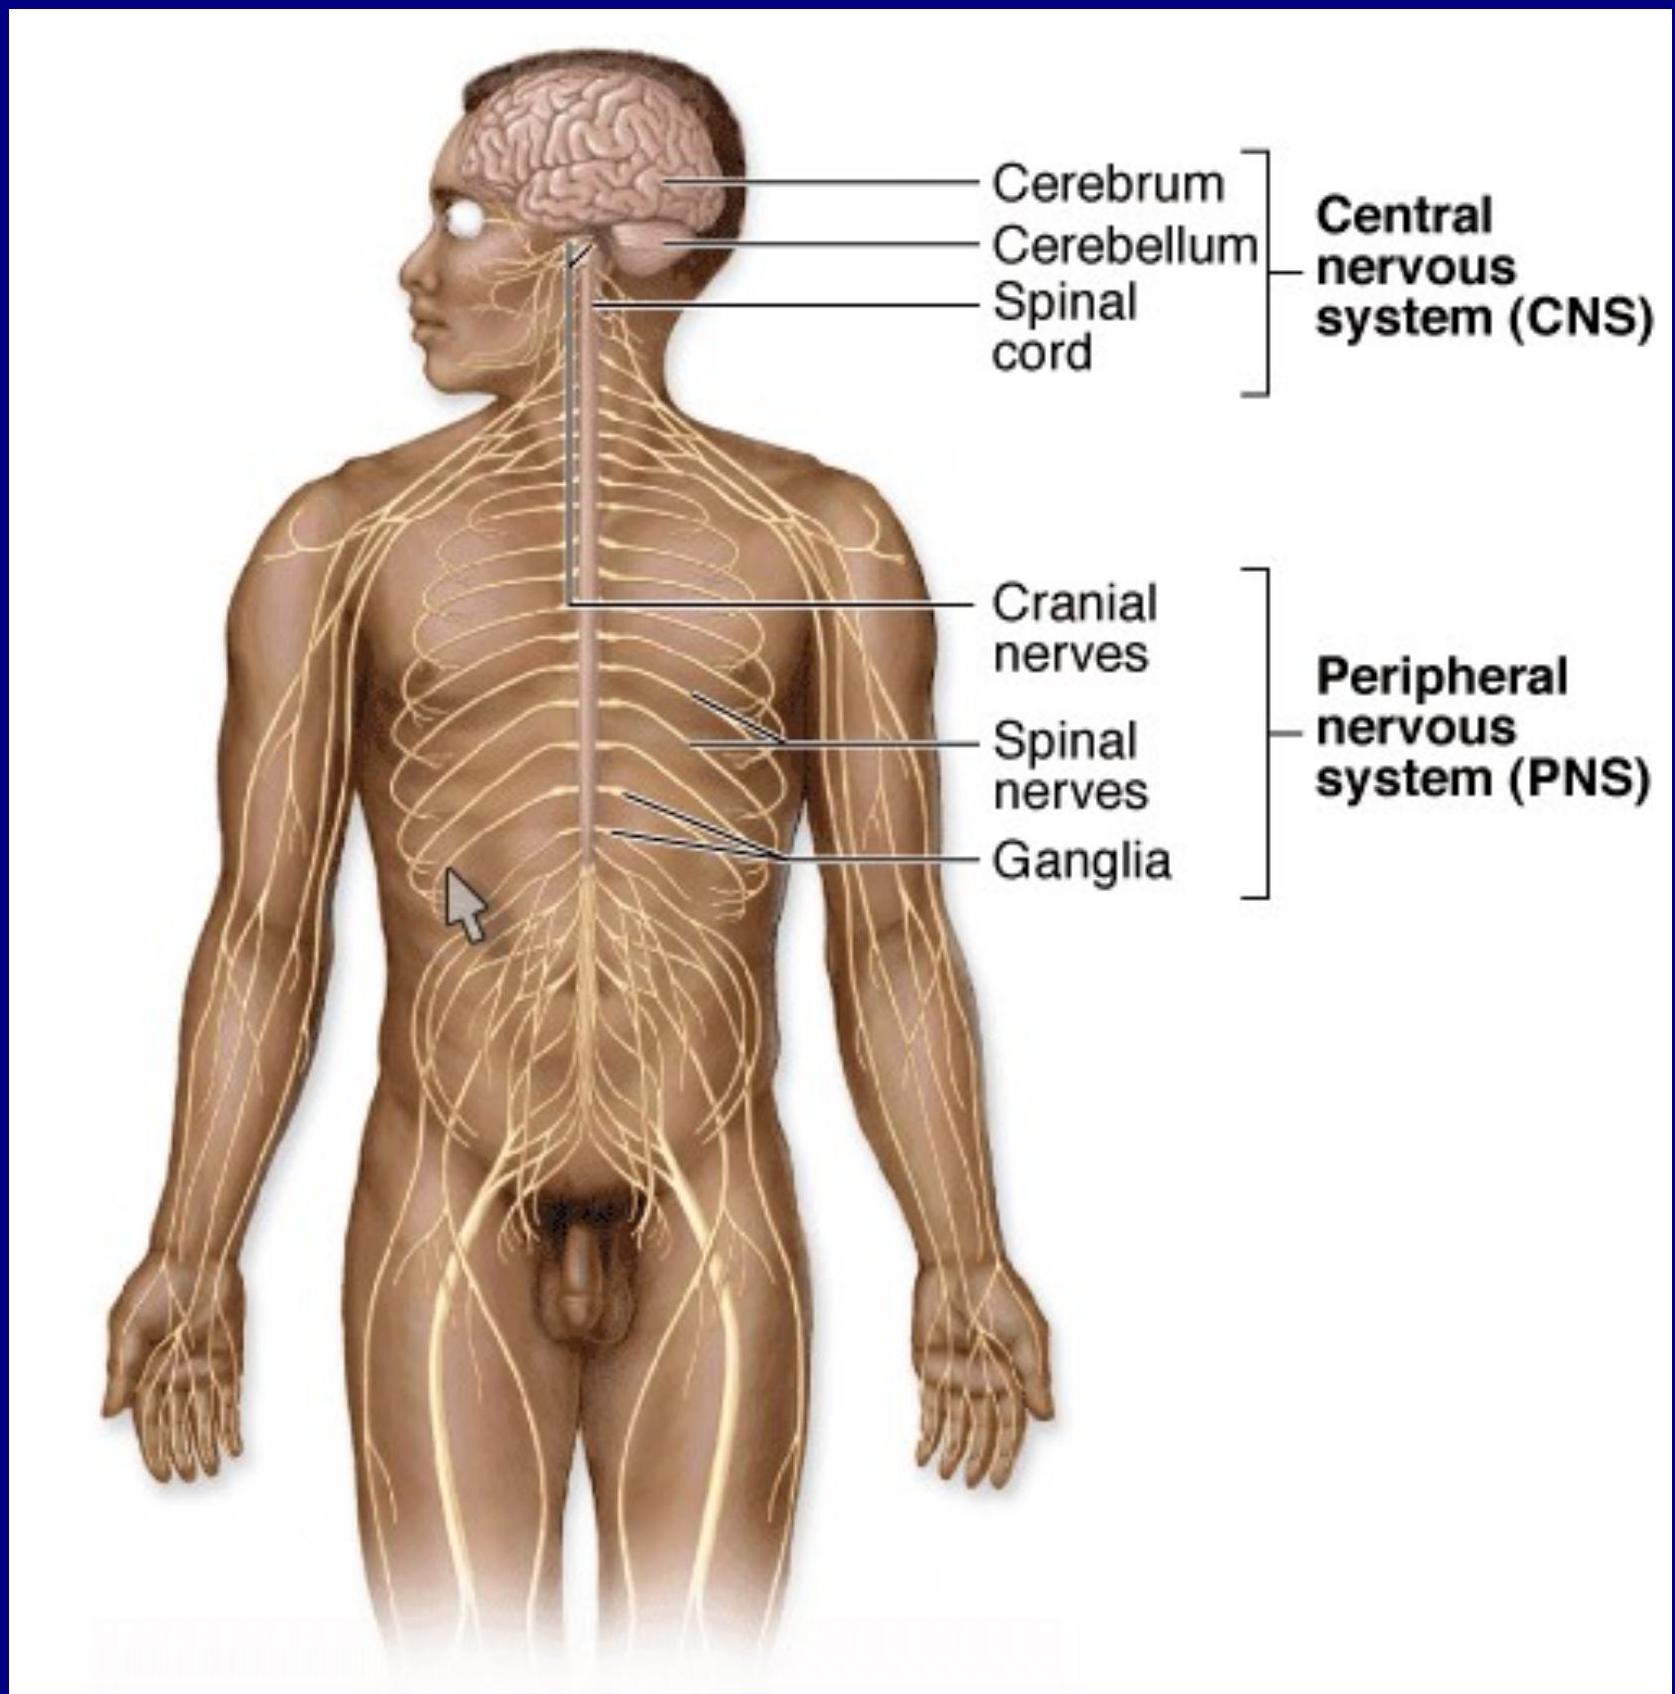 Cerebrum
Cerebellum
Spinal
cord
Central
nervous
system (CNS)
Cranial
nerves
Spinal
nerves
Ganglia
Peripheral
nervous
system (PNS)